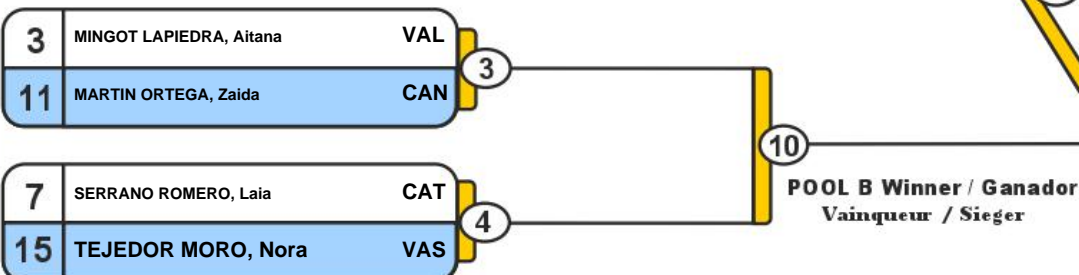 3 MINGOT LAPIEDRA, Aitana VAL
3
11 MARTIN ORTEGA, Zaida CAN
10
POOL B Winner / Ganador
Vainqueur / Sieger
7 SERRANO ROMERO, Laia CAT
4
15 TEJEDOR MORO, Nora VAS